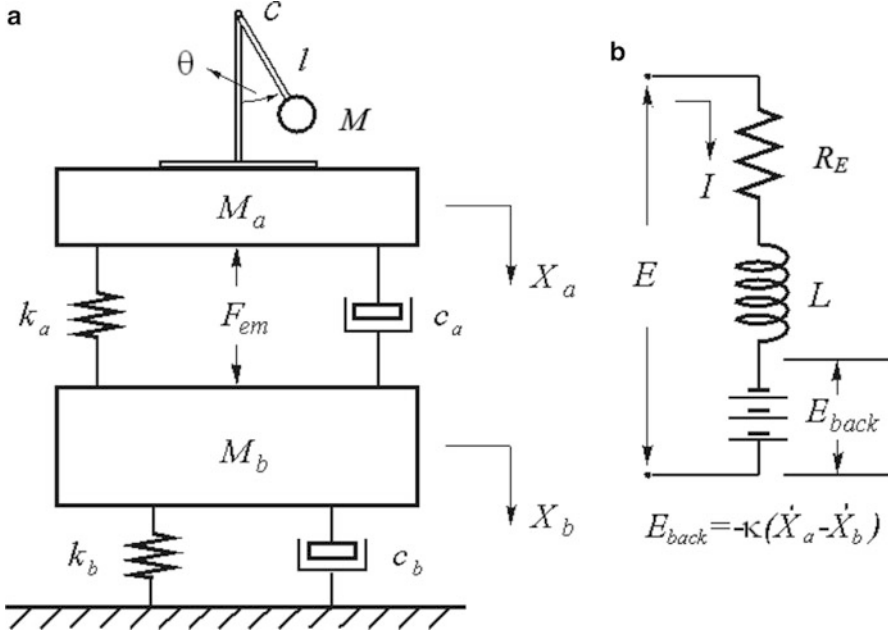 a
c
θ
l
M
M_a
X_a
k_a
F_em
c_a
M_b
X_b
k_b
c_b
b
I
R_E
E
L
E_back
E_back=-κ(Ẋ_a-Ẋ_b)